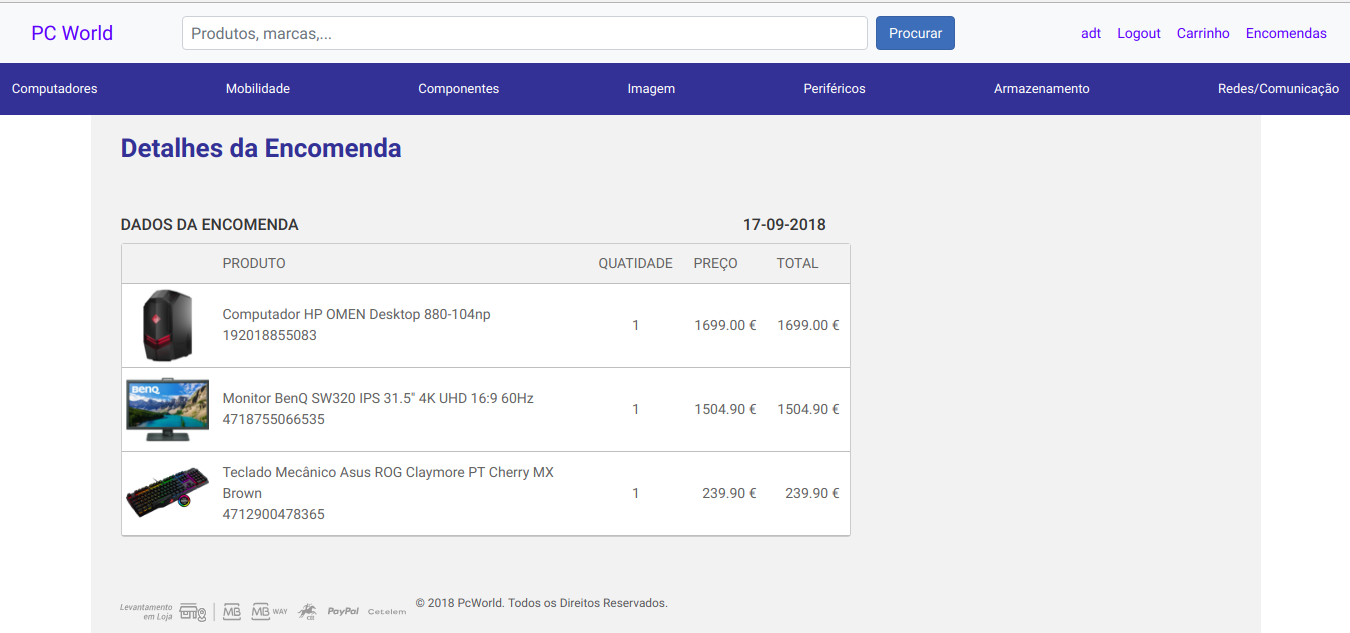 PC World
Produtos, marcas,...
Procurar
adt
Logout
Carrinho
Encomendas
Computadores
Mobilidade
Componentes
Imagem
Periféricos
Armazenamento
Redes/Comunicação
Detalhes da Encomenda
DADOS DA ENCOMENDA
17-09-2018
PRODUTO
QUATIDADE
PREÇO
TOTAL
Computador HP OMEN Desktop 880-104np
192018855083
1
1699.00 €
1699.00 €
BenQ
Monitor BenQ SW320 IPS 31.5" 4K UHD 16:9 60Hz
4718755066535
1
1504.90 €
1504.90 €
Teclado Mecânico Asus ROG Claymore PT Cherry MX
Brown
4712900478365
1
239.90 €
239.90 €
Levantamento
em Loja
MB
MB WAY
PayPal
Cetelem
© 2018 PcWorld. Todos os Direitos Reservados.